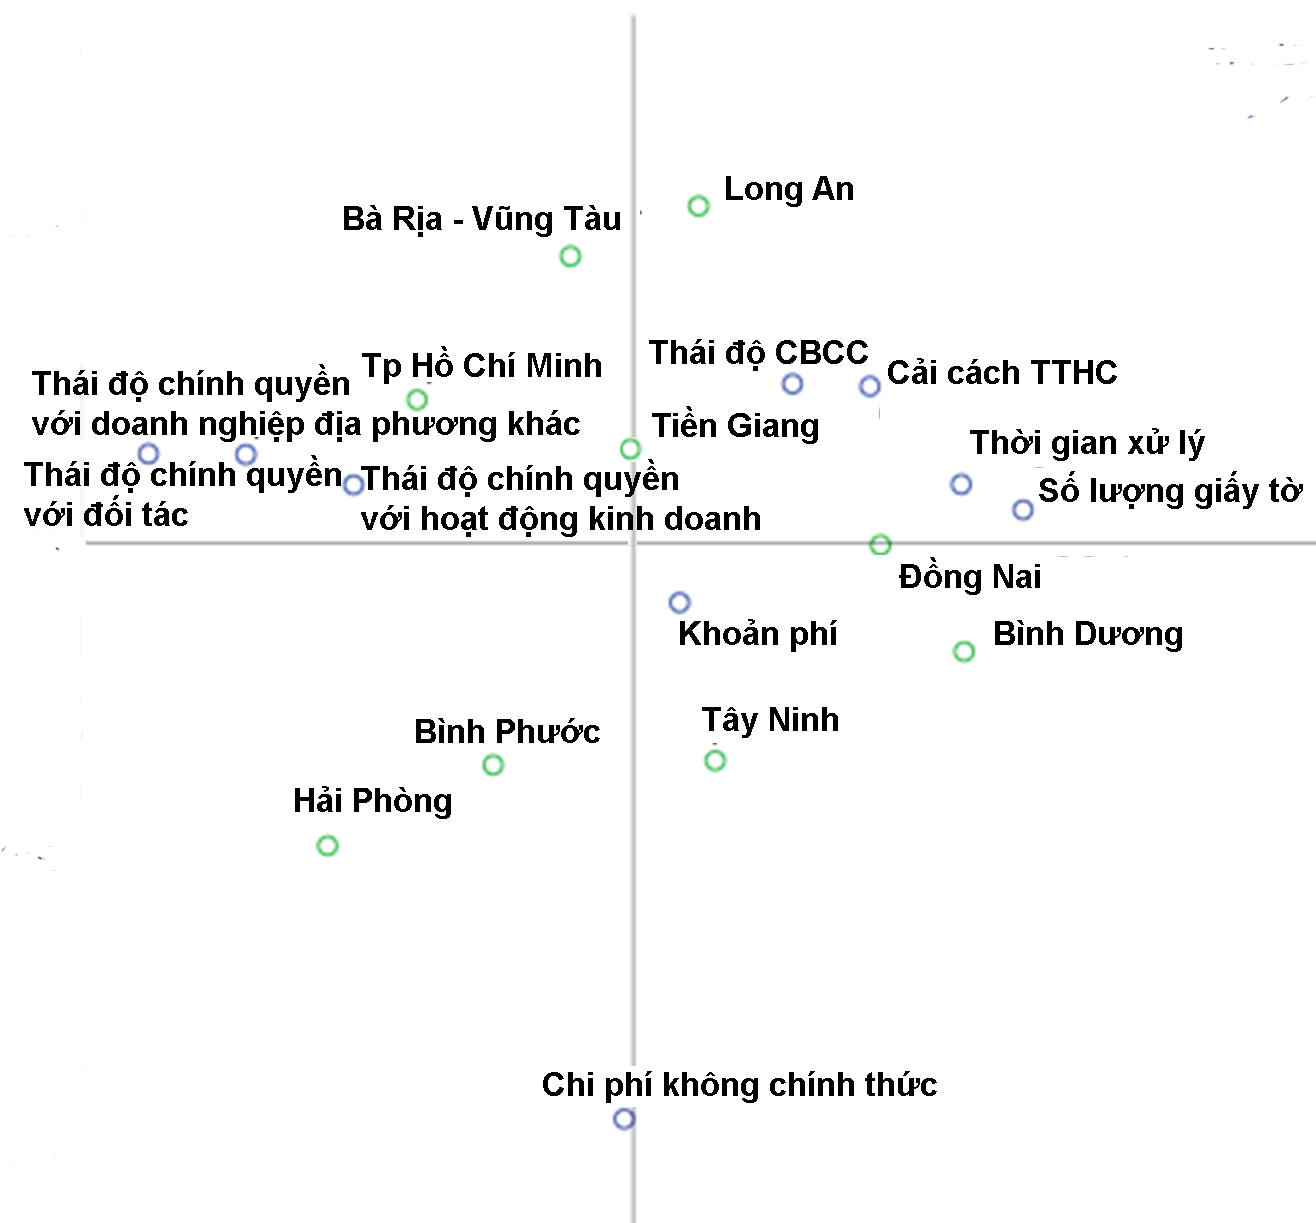 Long An
Bà Rịa - Vũng Tàu
Thái độ CBCC
Tp Hồ Chí Minh
Cải cách TTHC
Thái độ chính quyền
với doanh nghiệp địa phương khác
Tiền Giang
Thời gian xử lý
Thái độ chính quyền
với đối tác
Thái độ chính quyền
với hoạt động kinh doanh
Số lượng giấy tờ
Đồng Nai
Khoản phí
Bình Dương
Tây Ninh
Bình Phước
Hải Phòng
Chi phí không chính thức